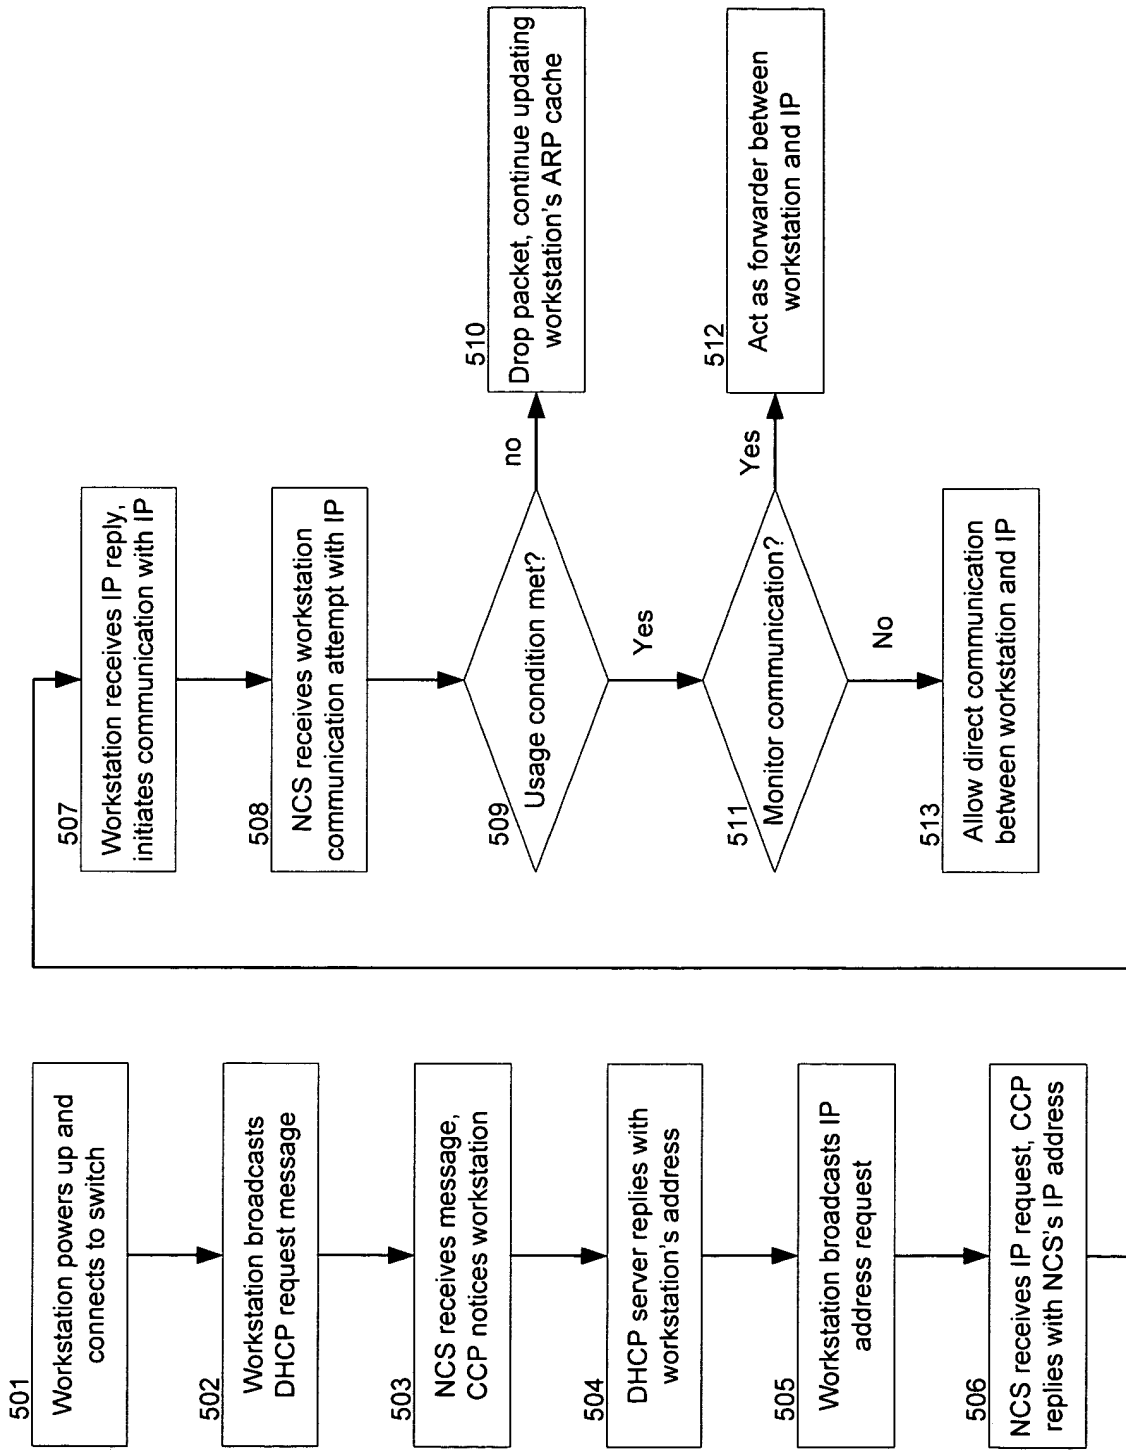 501
Workstation powers up and
connects to switch
502
Workstation broadcasts
DHCP request message
503
NCS receives message,
CCP notices workstation
504
DHCP server replies with
workstation's address
505
Workstation broadcasts IP
address request
506
NCS receives IP request, CCP
replies with NCS's IP address
507
Workstation receives IP reply,
initiates communication with IP
508
NCS receives workstation
communication attempt with IP
509
Usage condition met?
no
510
Drop packet, continue updating
workstation's ARP cache
Yes
511
Monitor communication?
Yes
512
Act as forwarder between
workstation and IP
No
513
Allow direct communication
between workstation and IP